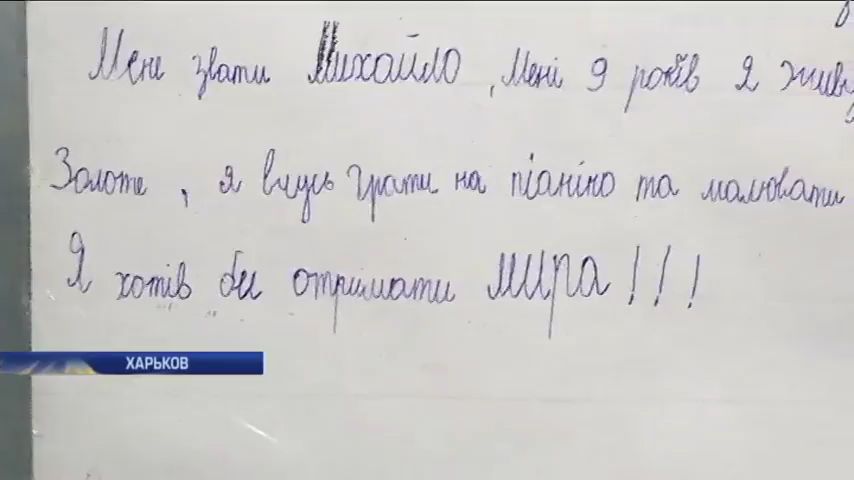 Мене звати Михайло, мені 9 років Я живу
Золоте, я вчусь грати на піаніно та малювати
Я хотів би отримати МИРА!!!
ХАРЬКОВ